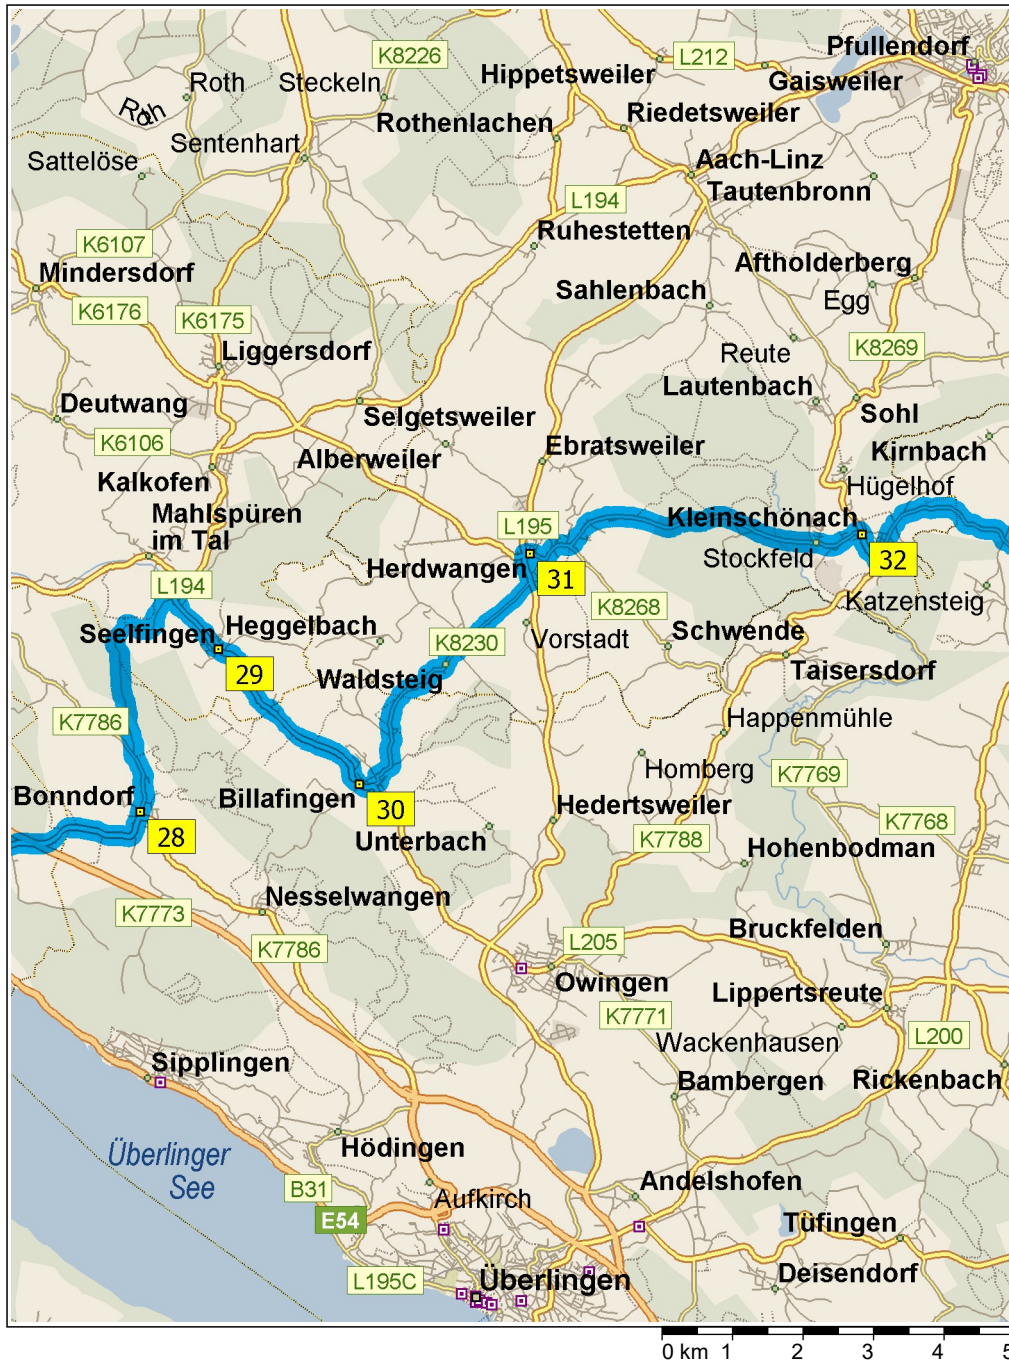 K8226
L212
Pfullendorf
Hippetsweiler
Gaisweiler
Roth
Steckeln
Rothenlachen
Riedetsweiler
Sentenhart
Sattelöse
Aach-Linz
Tautenbronn
L194
K6107
Ruhestetten
Mindersdorf
Aftholderberg
Sahlenbach
Egg
K6176
K6175
Liggersdorf
Reute
K8269
Lautenbach
Deutwang
Selgetsweiler
Sohl
K6106
Alberweiler
Ebratsweiler
Kirnbach
Kalkofen
Hügelhof
Mahlspüren
im Tal
L195
Kleinschönach
Stockfeld
32
Herdwangen
31
L194
K8268
Katzensteig
Seelfingen
Heggelbach
K8230
Vorstadt
Schwende
29
Waldsteig
Taisersdorf
K7786
Happenmühle
Homberg
K7769
Bonndorf
Billafingen
30
Hedertsweiler
K7768
28
Unterbach
K7788
Hohenbodman
Nesselwangen
K7773
K7786
L205
Bruckfelden
Owingen
Lippertsreute
K7771
Wackenhausen
L200
Sipplingen
Bambergen
Rickenbach
Hödingen
Überlinger
See
B31
Aufkirch
Andelshofen
E54
Tüfingen
L195C
Überlingen
Deisendorf
0 km 1 2 3 4 5